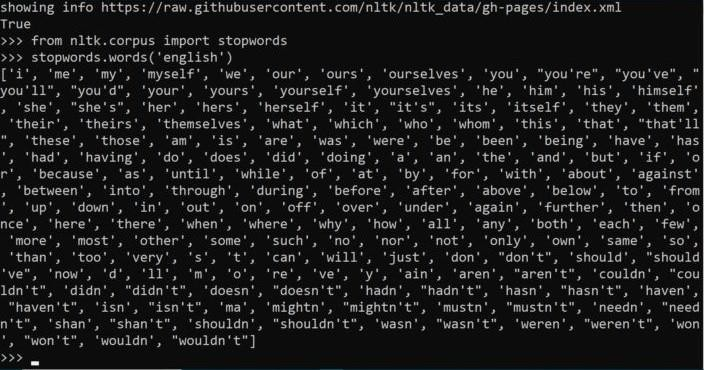 showing info https://raw.githubusercontent.com/nltk/nltk_data/gh-pages/index.xml
True
>>> from nltk.corpus import stopwords
>>> stopwords.words('english')
['i', 'me', 'my', 'myself', 'we', 'our', 'ours', 'ourselves', 'you', "you're", "you've", "
you'll", "you'd", 'your', 'yours', 'yourself', 'yourselves', 'he', 'him', 'his', 'himself'
, 'she', "she's", 'her', 'hers', 'herself', 'it', "it's", 'its', 'itself', 'they', 'them',
 'their', 'theirs', 'themselves', 'what', 'which', 'who', 'whom', 'this', 'that', "that'll
", 'these', 'those', 'am', 'is', 'are', 'was', 'were', 'be', 'been', 'being', 'have', 'has
', 'had', 'having', 'do', 'does', 'did', 'doing', 'a', 'an', 'the', 'and', 'but', 'if', 'o
r', 'because', 'as', 'until', 'while', 'of', 'at', 'by', 'for', 'with', 'about', 'against'
, 'between', 'into', 'through', 'during', 'before', 'after', 'above', 'below', 'to', 'from
', 'up', 'down', 'in', 'out', 'on', 'off', 'over', 'under', 'again', 'further', 'then', 'o
nce', 'here', 'there', 'when', 'where', 'why', 'how', 'all', 'any', 'both', 'each', 'few',
 'more', 'most', 'other', 'some', 'such', 'no', 'nor', 'not', 'only', 'own', 'same', 'so',
 'than', 'too', 'very', 's', 't', 'can', 'will', 'just', 'don', "don't", 'should', "should
've", 'now', 'd', 'll', 'm', 'o', 're', 've', 'y', 'ain', 'aren', "aren't", 'couldn', "cou
ldn't", 'didn', "didn't", 'doesn', "doesn't", 'hadn', "hadn't", 'hasn', "hasn't", 'haven',
 "haven't", 'isn', "isn't", 'ma', 'mightn', "mightn't", 'mustn', "mustn't", 'needn', "need
n't", 'shan', "shan't", 'shouldn', "shouldn't", 'wasn', "wasn't", 'weren', "weren't", 'won
', "won't", 'wouldn', "wouldn't"]
>>>